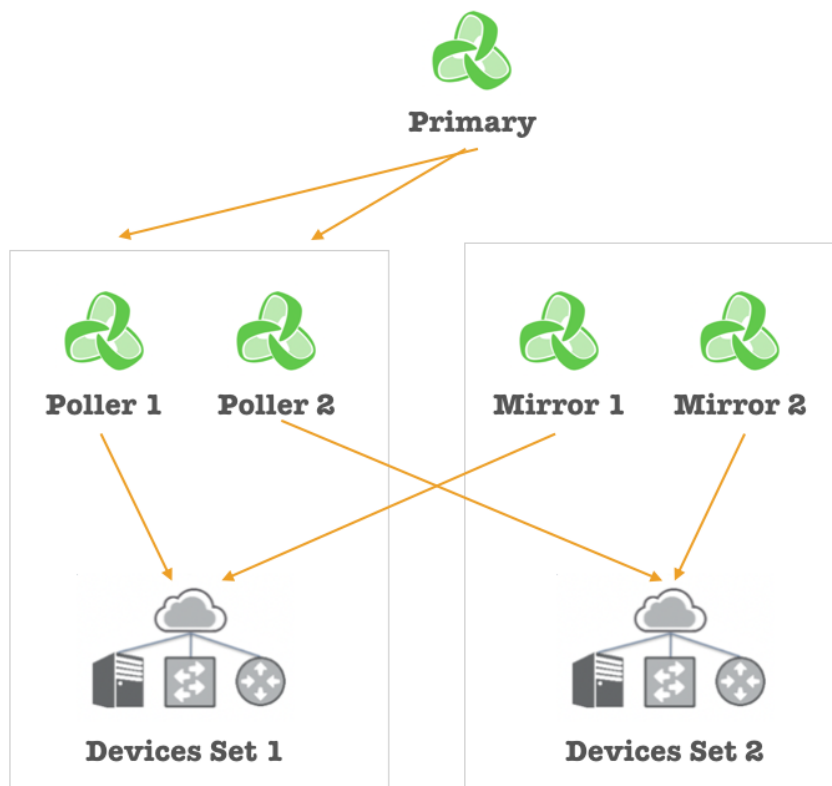 Primary
Poller 1
Poller 2
Mirror 1
Mirror 2
Devices Set 1
Devices Set 2